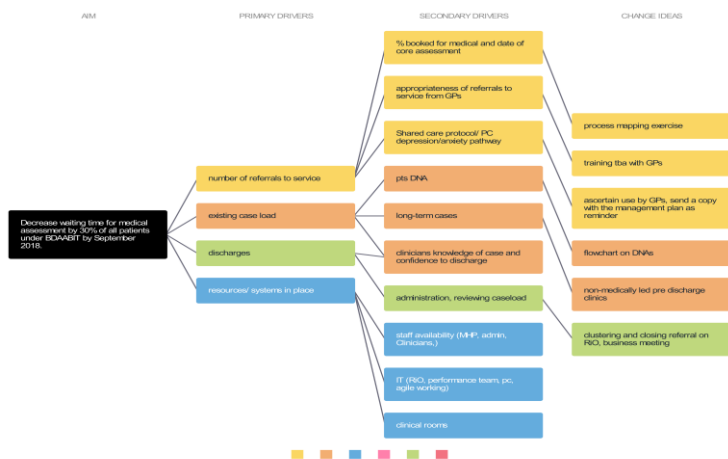 AIM
PRIMARY DRIVERS
SECONDARY DRIVERS
CHANGE IDEAS
Decrease waiting time for medical
assessment by 30% of all patients
under BDAABIT by September
2018.
number of referrals to service
existing case load
discharges
resources/ systems in place
% booked for medical and date of
core assessment
appropriateness of referrals to
service from GPs
Shared care protocol/ PC
depression/anxiety pathway
pts DNA
long-term cases
clinicians knowledge of case and
confidence to discharge
administration, reviewing caseload
staff availability (MHP, admin,
Clinicians,)
IT (RiO, performance team, pc,
agile working)
clinical rooms
process mapping exercise
training tba with GPs
ascertain use by GPs, send a copy
with the management plan as
reminder
flowchart on DNAs
non-medically led pre discharge
clinics
clustering and closing referral on
RiO, business meeting